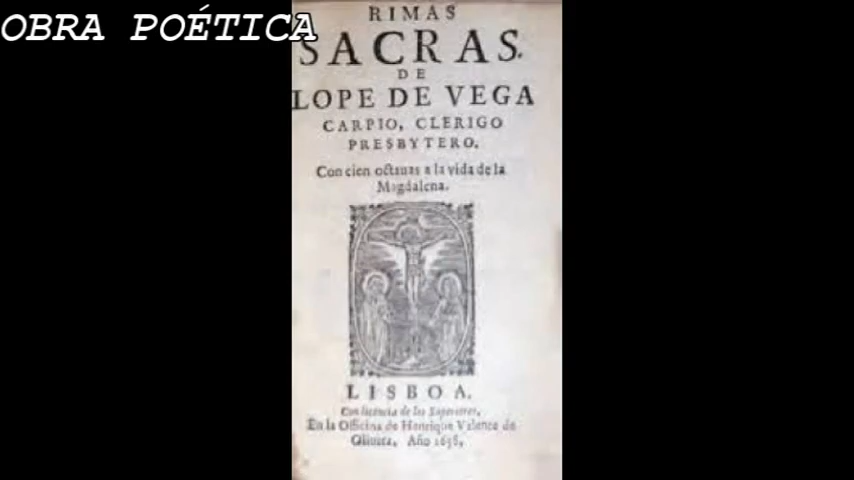 OBRA POÉTICA
RIMAS
SACRAS.
DE
LOPE DE VEGA
CARPIO, CLERIGO
PRESBYTERO.
Con cien octauas a la vida de la
Magdalena.
LISBOA.
Con licencia de los Superiores,
En la Officina de Henrique Valente de
Oliueira, Año 1658,